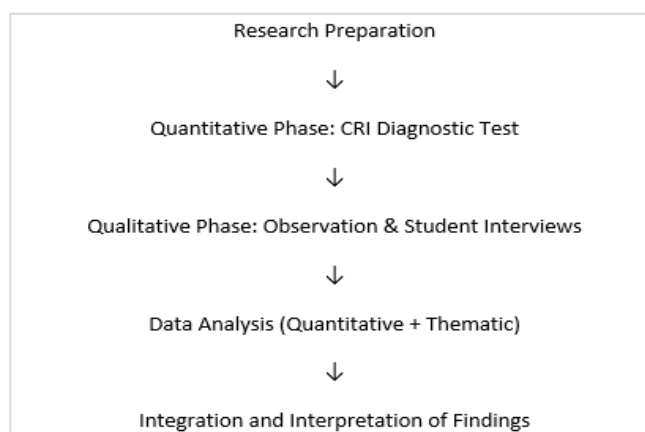 Research Preparation
↓
Quantitative Phase: CRI Diagnostic Test
↓
Qualitative Phase: Observation & Student Interviews
↓
Data Analysis (Quantitative + Thematic)
↓
Integration and Interpretation of Findings